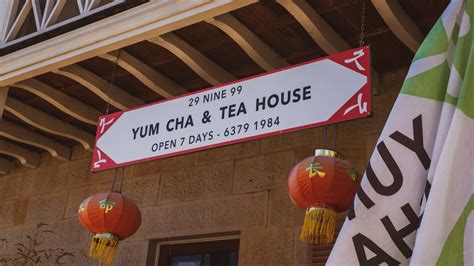 29 NINE 99
YUM CHA & TEA HOUSE
OPEN 7 DAYS - 6379 1984